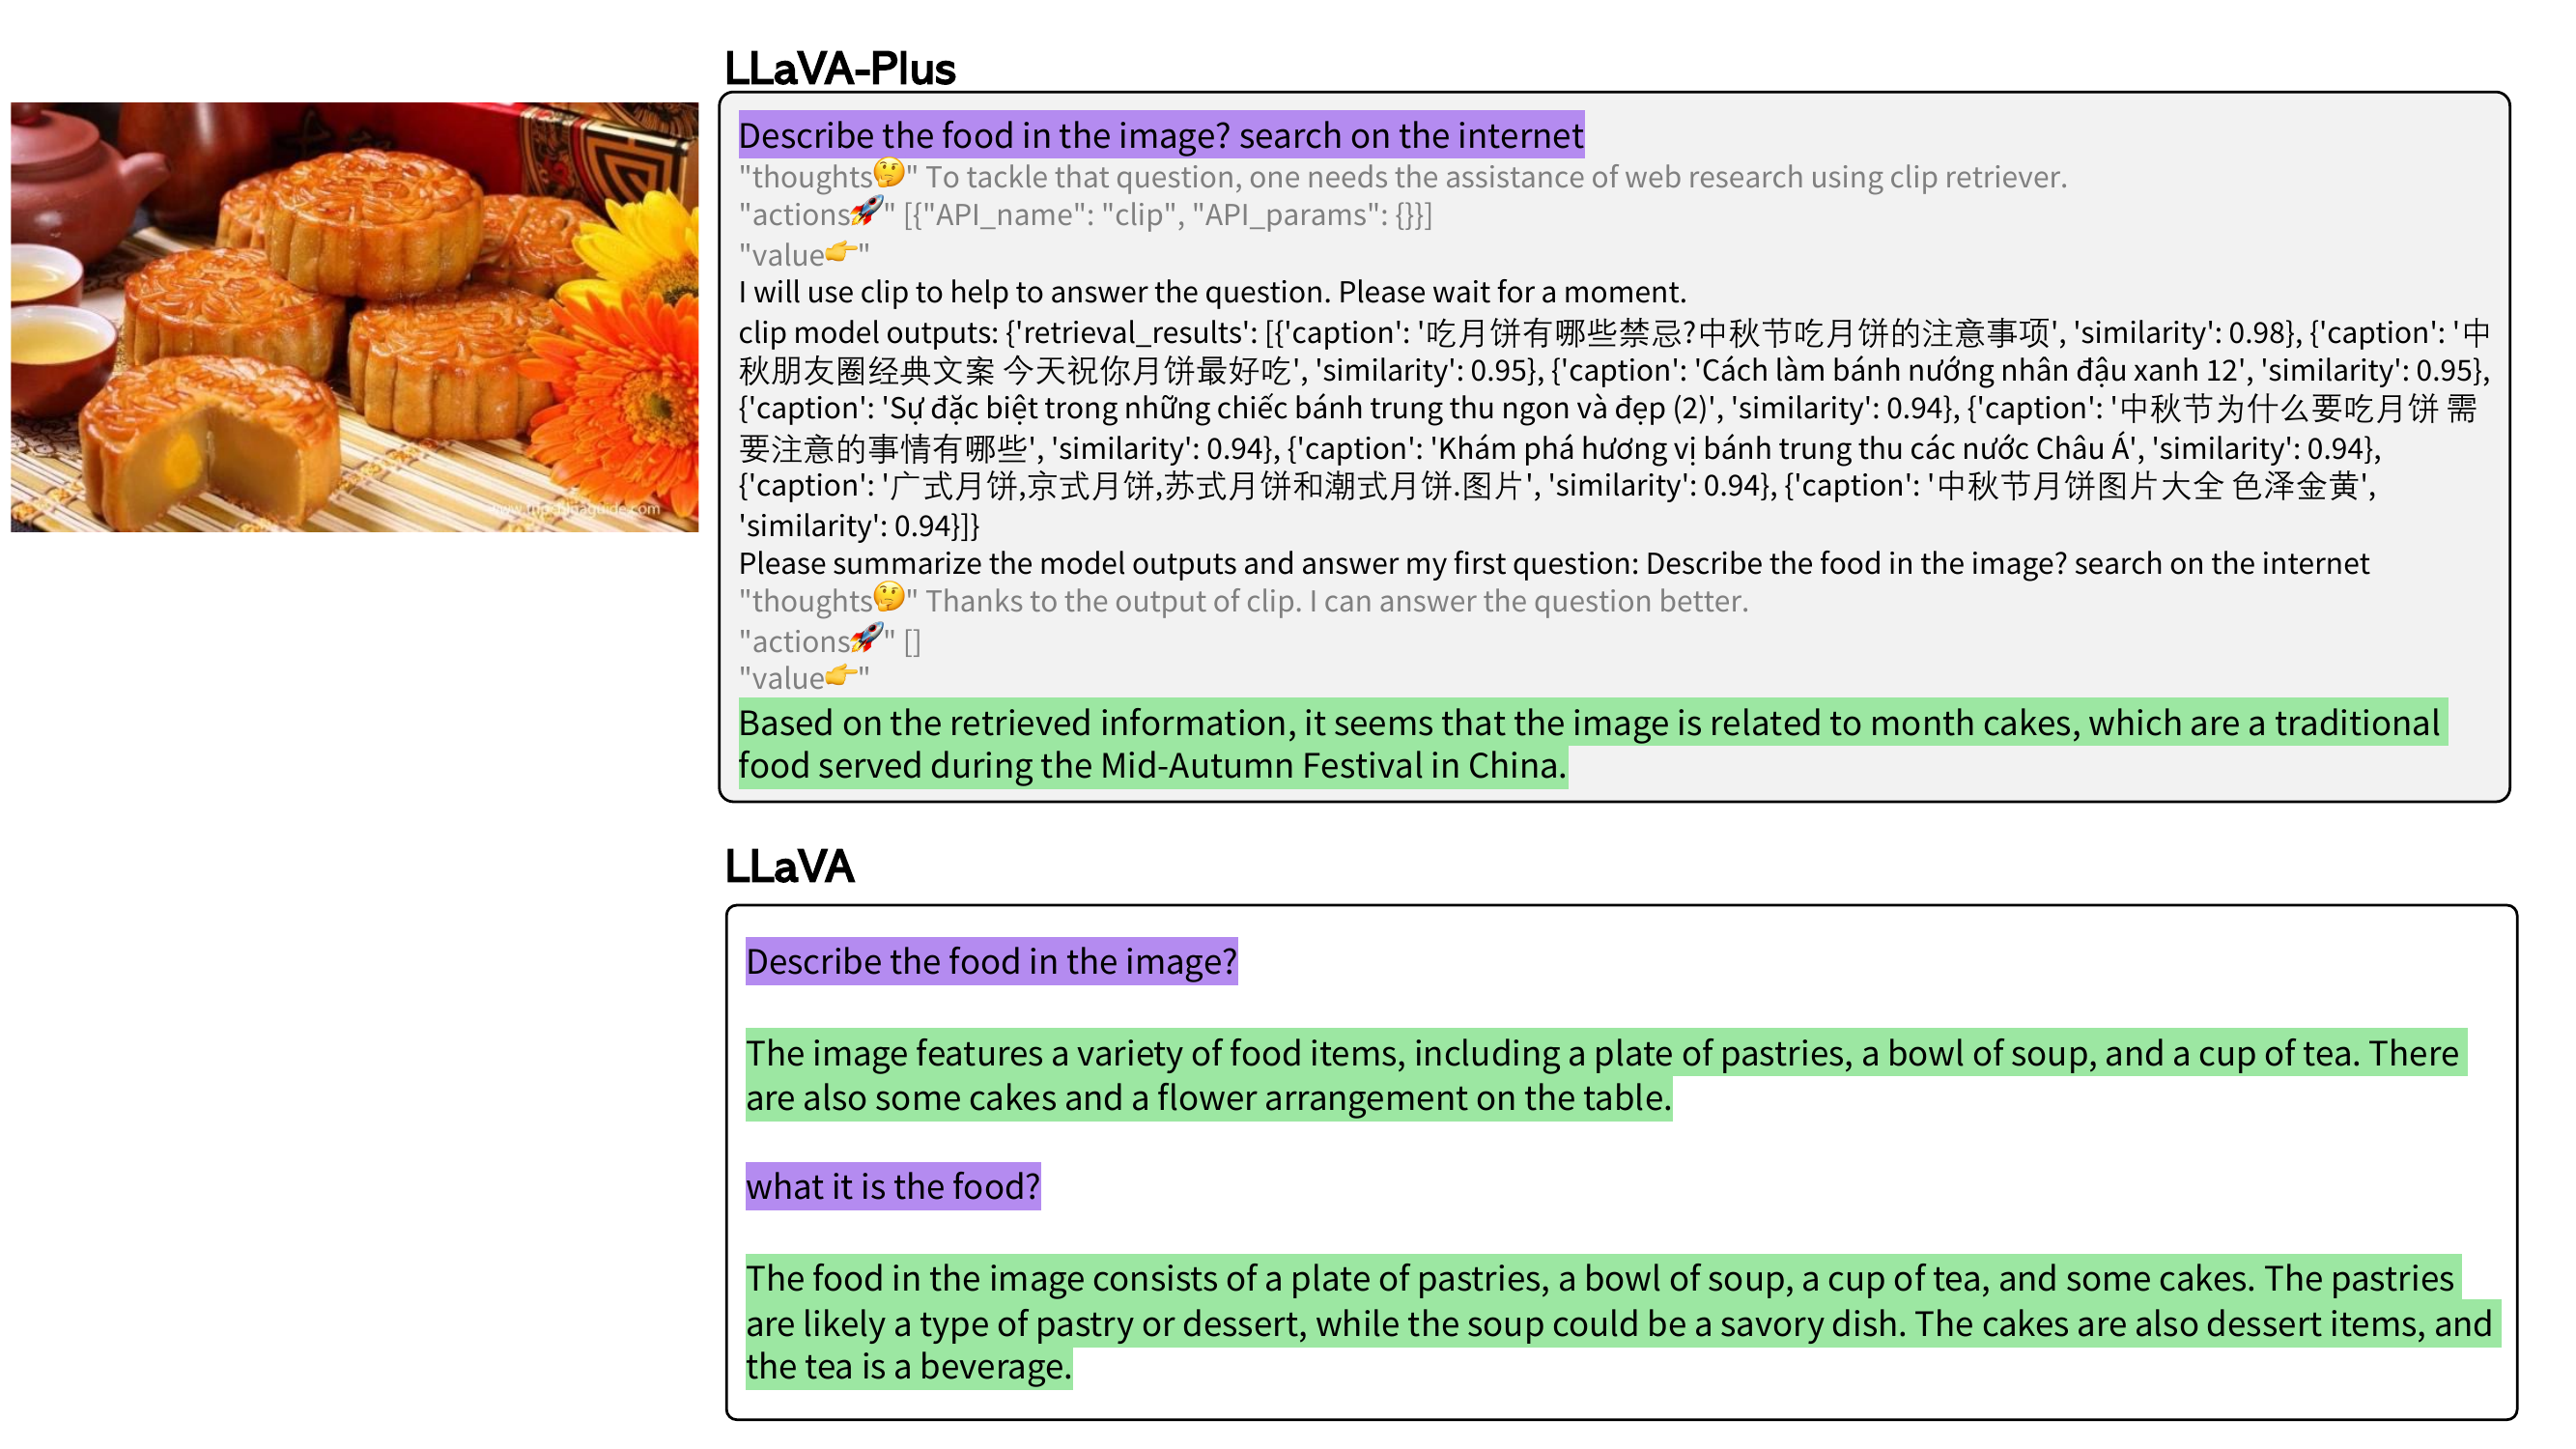 LLaVA-Plus
Describe the food in the image? search on the internet
"thoughts🤔" To tackle that question, one needs the assistance of web research using clip retriever.
"actions🚀" [{"API_name": "clip", "API_params": {}}]
"value👉"
I will use clip to help to answer the question. Please wait for a moment.
clip model outputs: {'retrieval_results': [{'caption': '吃月饼有哪些禁忌?中秋节吃月饼的注意事项', 'similarity': 0.98}, {'caption': '中
秋朋友圈经典文案 今天祝你月饼最好吃', 'similarity': 0.95}, {'caption': 'Cách làm bánh nướng nhân đậu xanh 12', 'similarity': 0.95},
{'caption': 'Sự đặc biệt trong những chiếc bánh trung thu ngon và đẹp (2)', 'similarity': 0.94}, {'caption': '中秋节为什么要吃月饼 需
要注意的事情有哪些', 'similarity': 0.94}, {'caption': 'Khám phá hương vị bánh trung thu các nước Châu Á', 'similarity': 0.94},
{'caption': '广式月饼,京式月饼,苏式月饼和潮式月饼.图片', 'similarity': 0.94}, {'caption': '中秋节月饼图片大全 色泽金黄',
'similarity': 0.94}]}
Please summarize the model outputs and answer my first question: Describe the food in the image? search on the internet
"thoughts🤔" Thanks to the output of clip. I can answer the question better.
"actions🚀" []
"value👉"
Based on the retrieved information, it seems that the image is related to month cakes, which are a traditional
food served during the Mid-Autumn Festival in China.
LLaVA
Describe the food in the image?
The image features a variety of food items, including a plate of pastries, a bowl of soup, and a cup of tea. There
are also some cakes and a flower arrangement on the table.
what it is the food?
The food in the image consists of a plate of pastries, a bowl of soup, a cup of tea, and some cakes. The pastries
are likely a type of pastry or dessert, while the soup could be a savory dish. The cakes are also dessert items, and
the tea is a beverage.